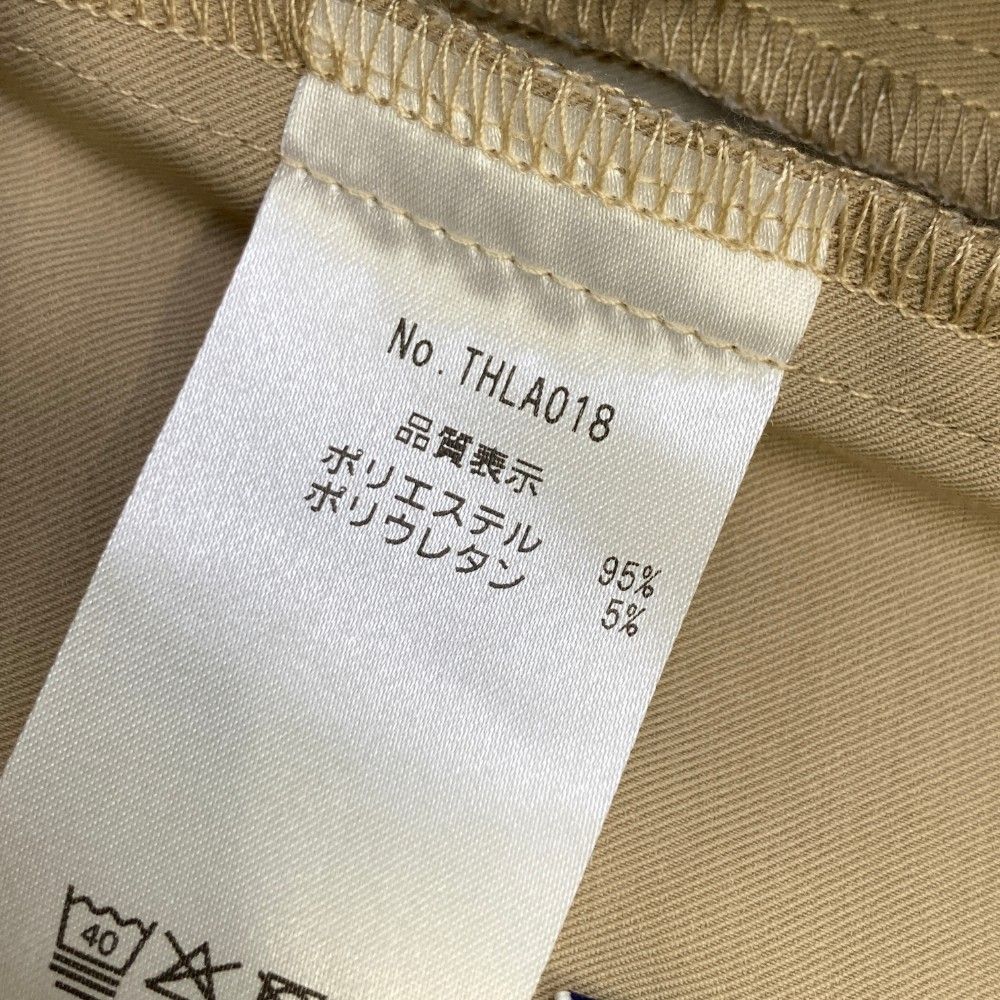 No.THLA018
品質表示
ポリエステル 95%
ポリウレタン 5%
40